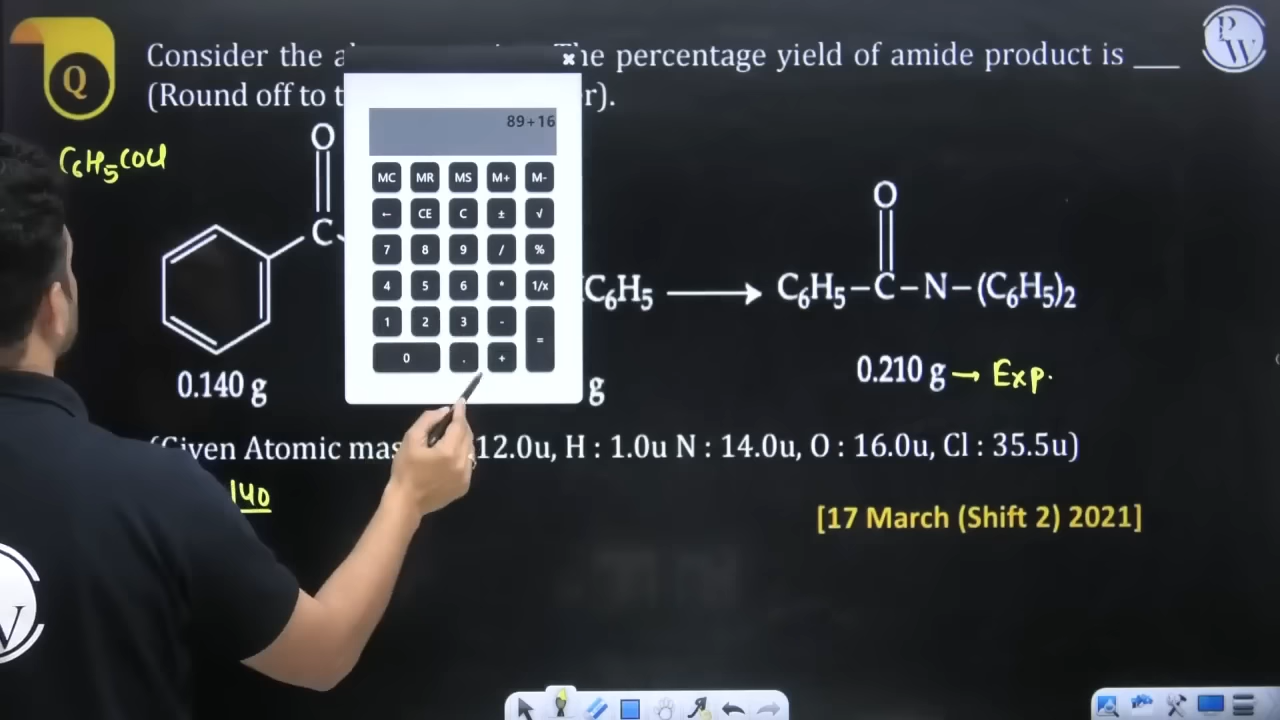 Q
Consider the a he percentage yield of amide product is ___
(Round off to t r).
PW
C6H5COCl
89+16
MC MR MS M+ M-
← CE C ± √
7 8 9 / %
4 5 6 * 1/x
1 2 3 - =
0 . +
O
C
C₆H₅
O
C₆H₅−C−N−(C₆H₅)₂
0.140 g
g
0.210 g → Exp.
(Given Atomic mas 12.0u, H : 1.0u N : 14.0u, O : 16.0u, Cl : 35.5u)
140
[17 March (Shift 2) 2021]